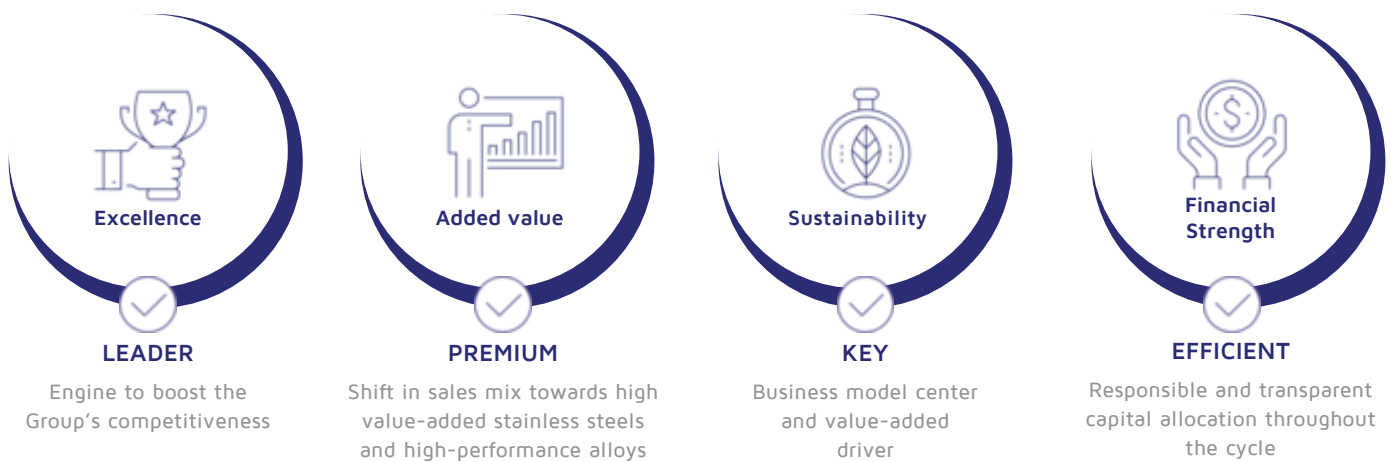 Excellence
LEADER
Engine to boost the
Group's competitiveness
Added value
PREMIUM
Shift in sales mix towards high
value-added stainless steels
and high-performance alloys
Sustainability
KEY
Business model center
and value-added
driver
$
Financial
Strength
EFFICIENT
Responsible and transparent
capital allocation throughout
the cycle